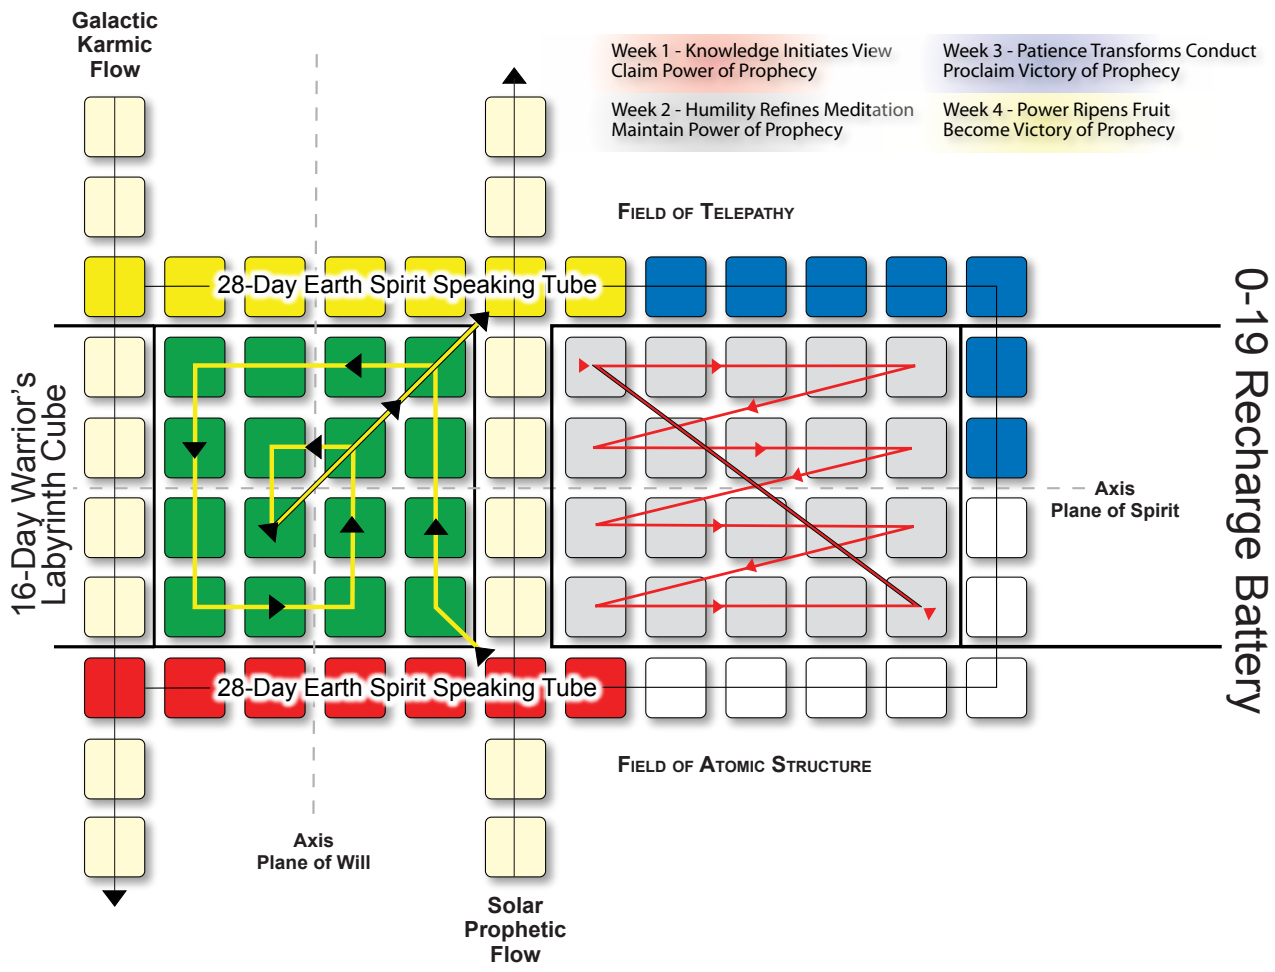 Galactic
Karmic
Flow
Week 1 - Knowledge Initiates View
Claim Power of Prophecy
Week 3 - Patience Transforms Conduct
Proclaim Victory of Prophecy
Week 2 - Humility Refines Meditation
Maintain Power of Prophecy
Week 4 - Power Ripens Fruit
Become Victory of Prophecy
Field of Telepathy
28-Day Earth Spirit Speaking Tube
16-Day Warrior's
Labyrinth Cube
0-19 Recharge Battery
Axis
Plane of Spirit
28-Day Earth Spirit Speaking Tube
Field of Atomic Structure
Axis
Plane of Will
Solar
Prophetic
Flow